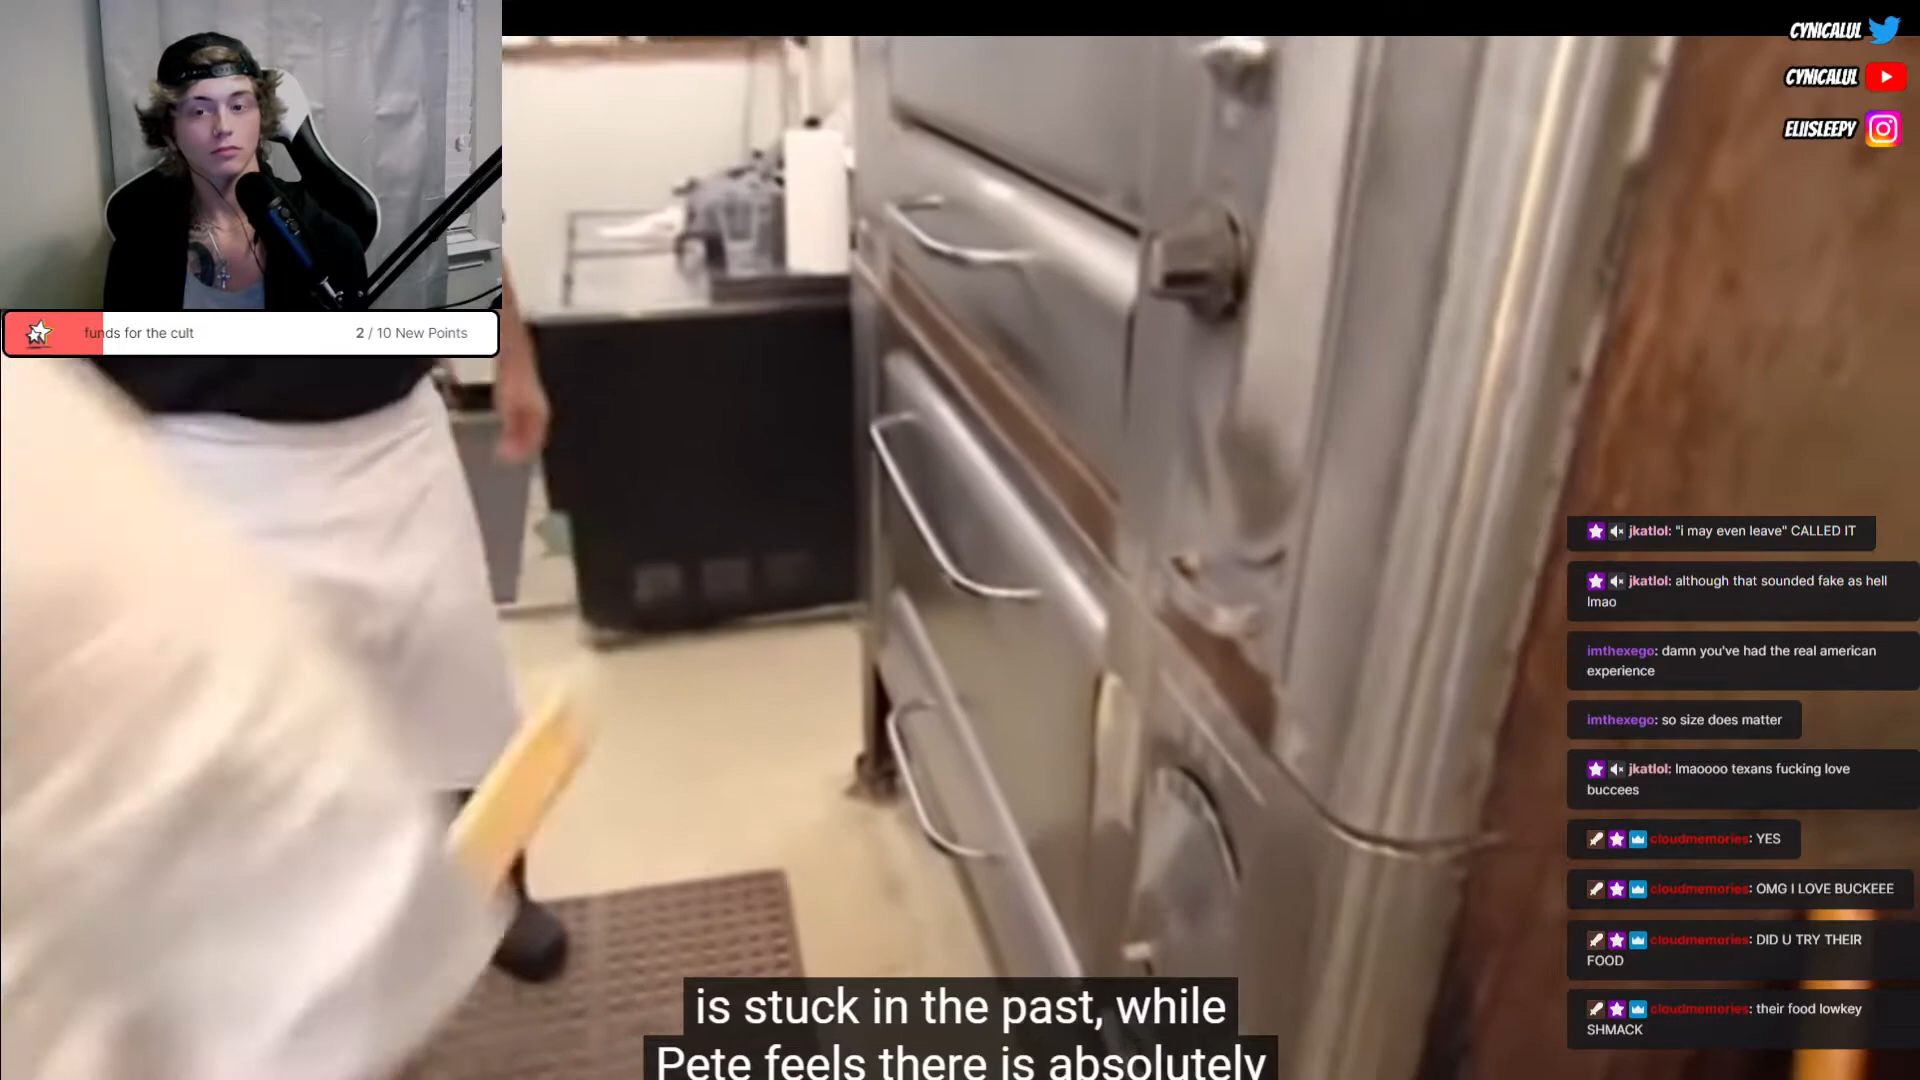 CYNICALUL
CYNICALUL
ELIISLEEPY
funds for the cult
2 / 10 New Points
jkatlol: "i may even leave" CALLED IT
jkatlol: although that sounded fake as hell
lmao
imthexego: damn you've had the real american
experience
imthexego: so size does matter
jkatlol: lmaoooo texans fucking love
buccees
cloudmemories: YES
cloudmemories: OMG I LOVE BUCKEEE
cloudmemories: DID U TRY THEIR
FOOD
cloudmemories: their food lowkey
SHMACK
is stuck in the past, while
Pete feels there is absolutely